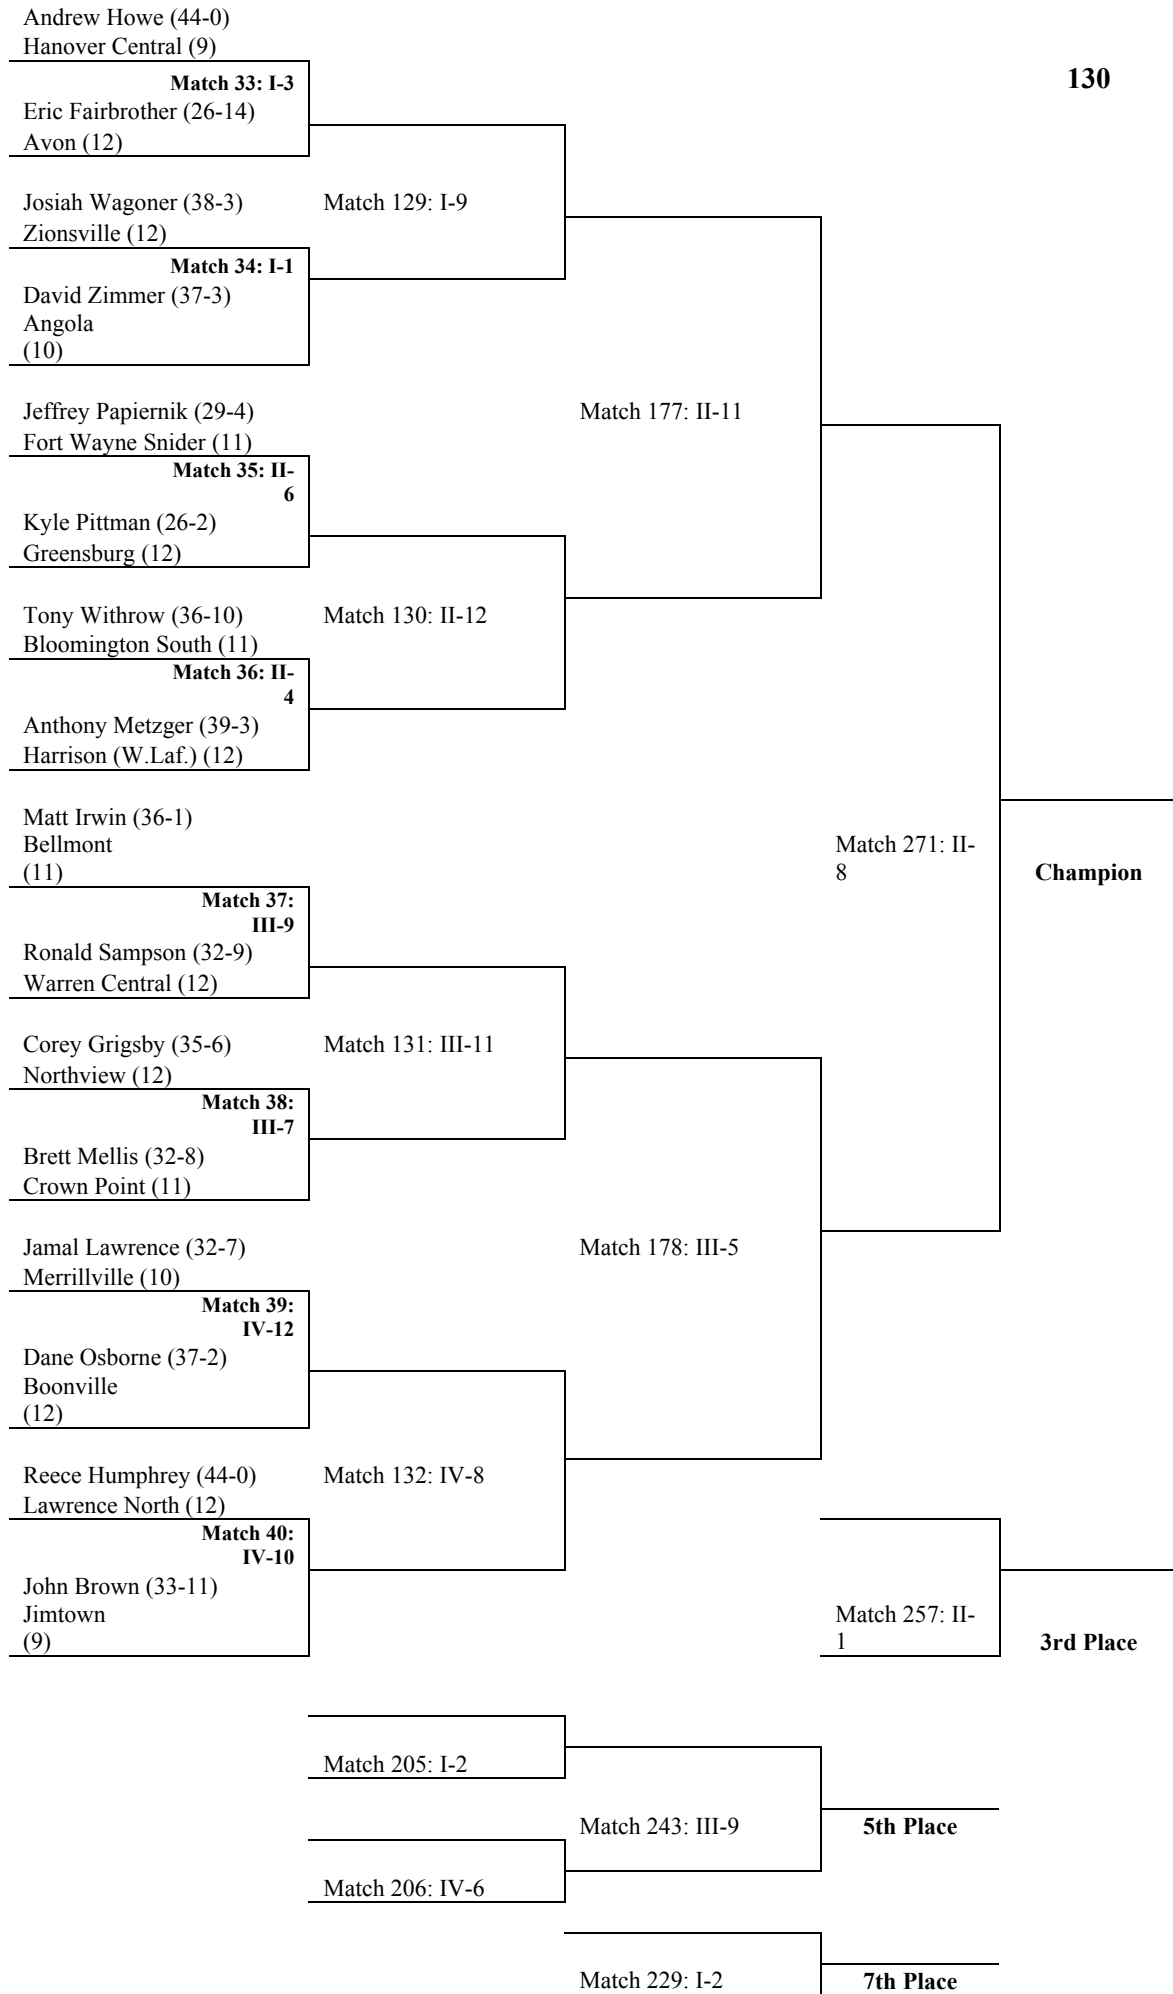 Andrew Howe (44-0)
Hanover Central (9)
Match 33: I-3
130
Eric Fairbrother (26-14)
Avon (12)
Josiah Wagoner (38-3)
Match 129: I-9
Zionsville (12)
Match 34: I-1
David Zimmer (37-3)
Angola
(10)
Jeffrey Papiernik (29-4)
Match 177: II-11
Fort Wayne Snider (11)
Match 35: II-
6
Kyle Pittman (26-2)
Greensburg (12)
Tony Withrow (36-10)
Match 130: II-12
Bloomington South (11)
Match 36: II-
4
Anthony Metzger (39-3)
Harrison (W.Laf.) (12)
Matt Irwin (36-1)
Bellmont
(11)
Match 271: II-
8
Champion
Match 37:
III-9
Ronald Sampson (32-9)
Warren Central (12)
Corey Grigsby (35-6)
Match 131: III-11
Northview (12)
Match 38:
III-7
Brett Mellis (32-8)
Crown Point (11)
Jamal Lawrence (32-7)
Match 178: III-5
Merrillville (10)
Match 39:
IV-12
Dane Osborne (37-2)
Boonville
(12)
Reece Humphrey (44-0)
Match 132: IV-8
Lawrence North (12)
Match 40:
IV-10
John Brown (33-11)
Jimtown
(9)
Match 257: II-
1
3rd Place
Match 205: I-2
Match 243: III-9
5th Place
Match 206: IV-6
Match 229: I-2
7th Place